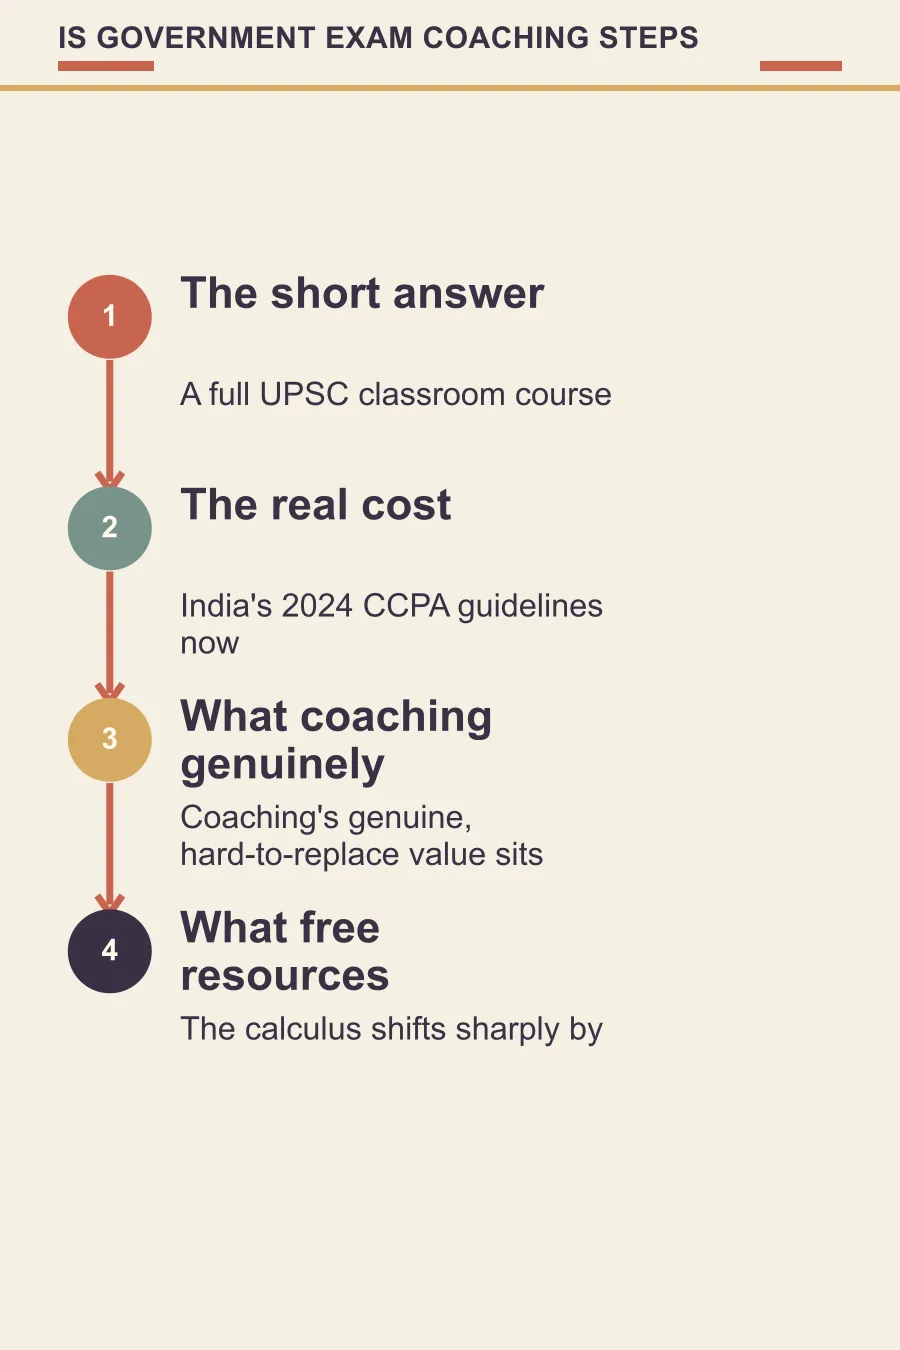 IS GOVERNMENT EXAM COACHING STEPS
1
The short answer
A full UPSC classroom course
2
The real cost
India's 2024 CCPA guidelines
now
3
What coaching
genuinely
Coaching's genuine,
hard-to-replace value sits
4
What free
resources
The calculus shifts sharply by